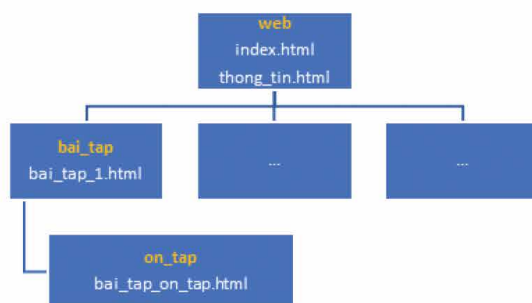 web
index.html
thong_tin.html
bai_tap
bai_tap_1.html
...
...
on_tap
bai_tap_on_tap.html